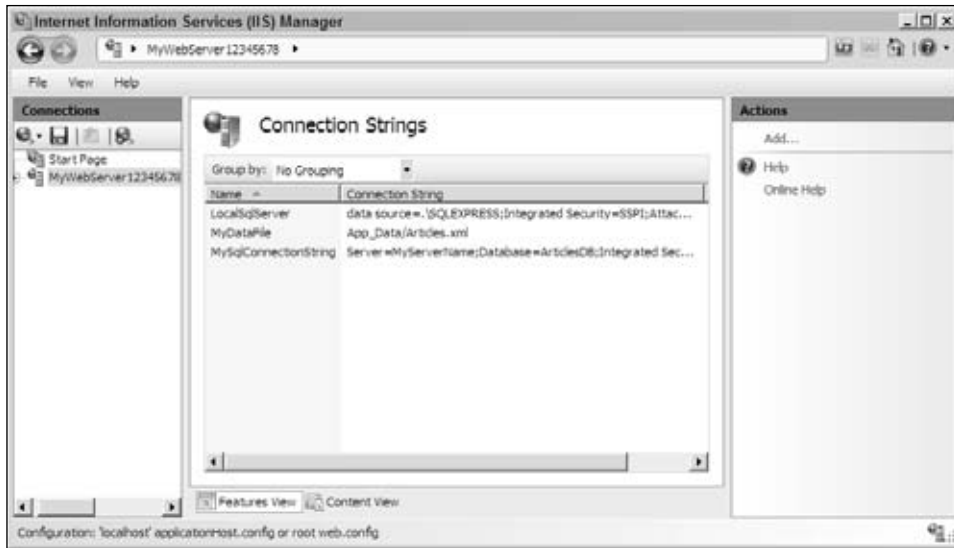 Internet Information Services (IIS) Manager
MyWebServer12345678
File View Help
Connections
Start Page
MyWebServer12345678
Connection Strings
Group by: No Grouping
Name Connection String
LocalSqlServer data source=.\SQLEXPRESS;Integrated Security=SSPI;Attac...
MyDataFile App_Data/Articles.xml
MySqlConnectionString Server=MyServerName;Database=ArticlesDB;Integrated Sec...
Features View Content View
Actions
Add...
Help
Online Help
Configuration: 'localhost' applicationHost.config or root web.config